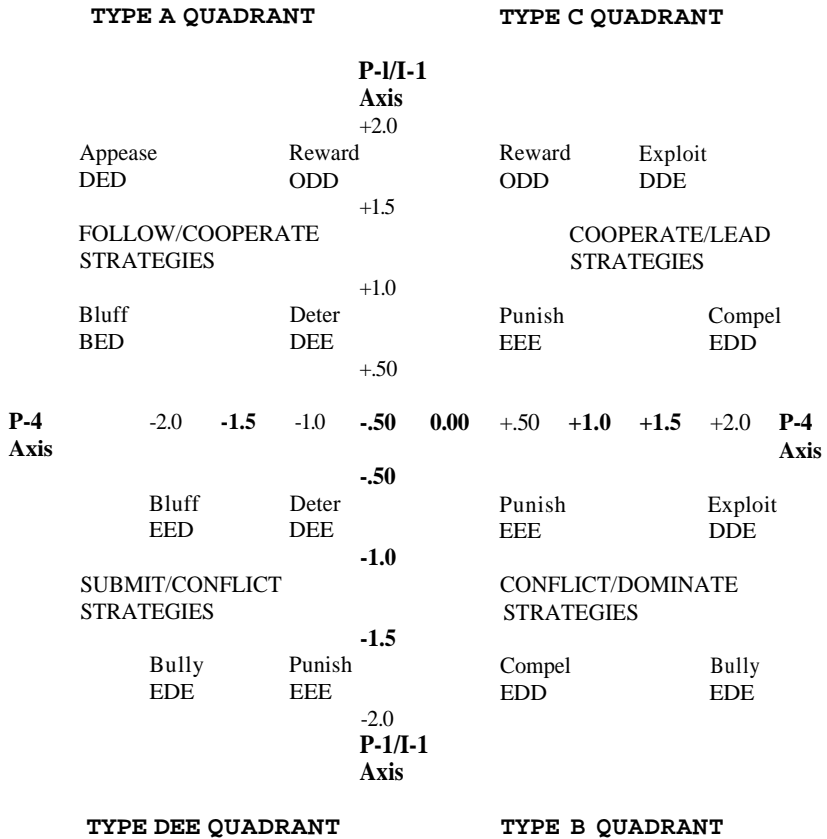 TYPE A QUADRANT TYPE C QUADRANT
P-l/I-1
Axis
+2.0
Appease Reward Reward Exploit
DED ODD ODD DDE
+1.5
FOLLOW/COOPERATE COOPERATE/LEAD
STRATEGIES STRATEGIES
+1.0
Bluff Deter Punish Compel
BED DEE EEE EDD
+.50
P-4 -2.0 -1.5 -1.0 -.50 0.00 +.50 +1.0 +1.5 +2.0 P-4
Axis Axis
-.50
Bluff Deter Punish Exploit
EED DEE EEE DDE
-1.0
SUBMIT/CONFLICT CONFLICT/DOMINATE
STRATEGIES STRATEGIES
-1.5
Bully Punish Compel Bully
EDE EEE EDD EDE
-2.0
P-1/I-1
Axis
TYPE DEE QUADRANT TYPE B QUADRANT